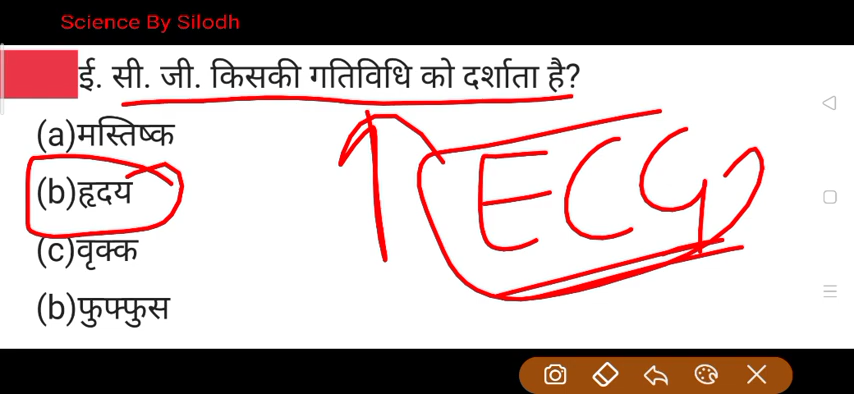 Science By Silodh
ई. सी. जी. किसकी गतिविधि को दर्शाता है?
(a)मस्तिष्क
(b)हृदय
(c)वृक्क
(b)फुफ्फुस
ECG